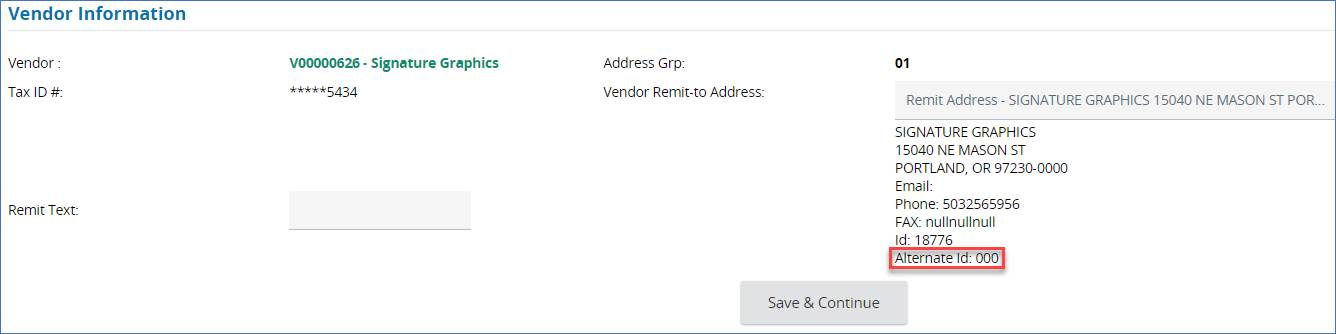 Vendor Information
Vendor : V00000626 - Signature Graphics Address Grp: 01
Tax ID #: *****5434 Vendor Remit-to Address: Remit Address - SIGNATURE GRAPHICS 15040 NE MASON ST POR...
SIGNATURE GRAPHICS
15040 NE MASON ST
PORTLAND, OR 97230-0000
Email:
Phone: 5032565956
Remit Text:
FAX: nullnullnull
Id: 18776
Alternate Id: 000
Save & Continue